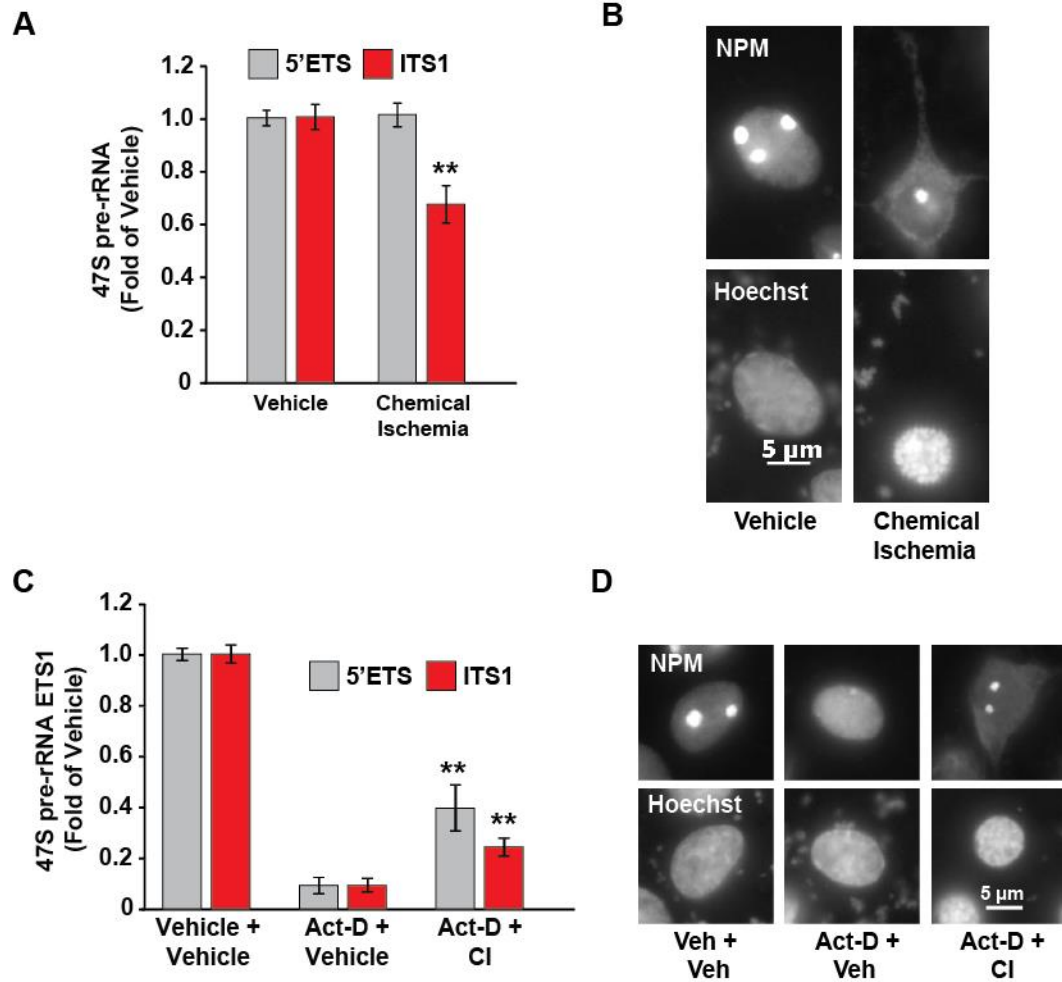 A
5'ETS ITS1
1.2
1.0
0.8
0.6
0.4
0.2
0
47S pre-rRNA
(Fold of Vehicle)
**
Vehicle
Chemical
Ischemia
B
NPM
Hoechst
5 μm
Vehicle
Chemical
Ischemia
C
1.2
1.0
0.8
0.6
0.4
0.2
0
47S pre-rRNA ETS1
(Fold of Vehicle)
5'ETS ITS1
**
**
Vehicle +
Vehicle
Act-D +
Vehicle
Act-D +
CI
D
NPM
Hoechst
5 μm
Veh +
Veh
Act-D +
Veh
Act-D +
CI